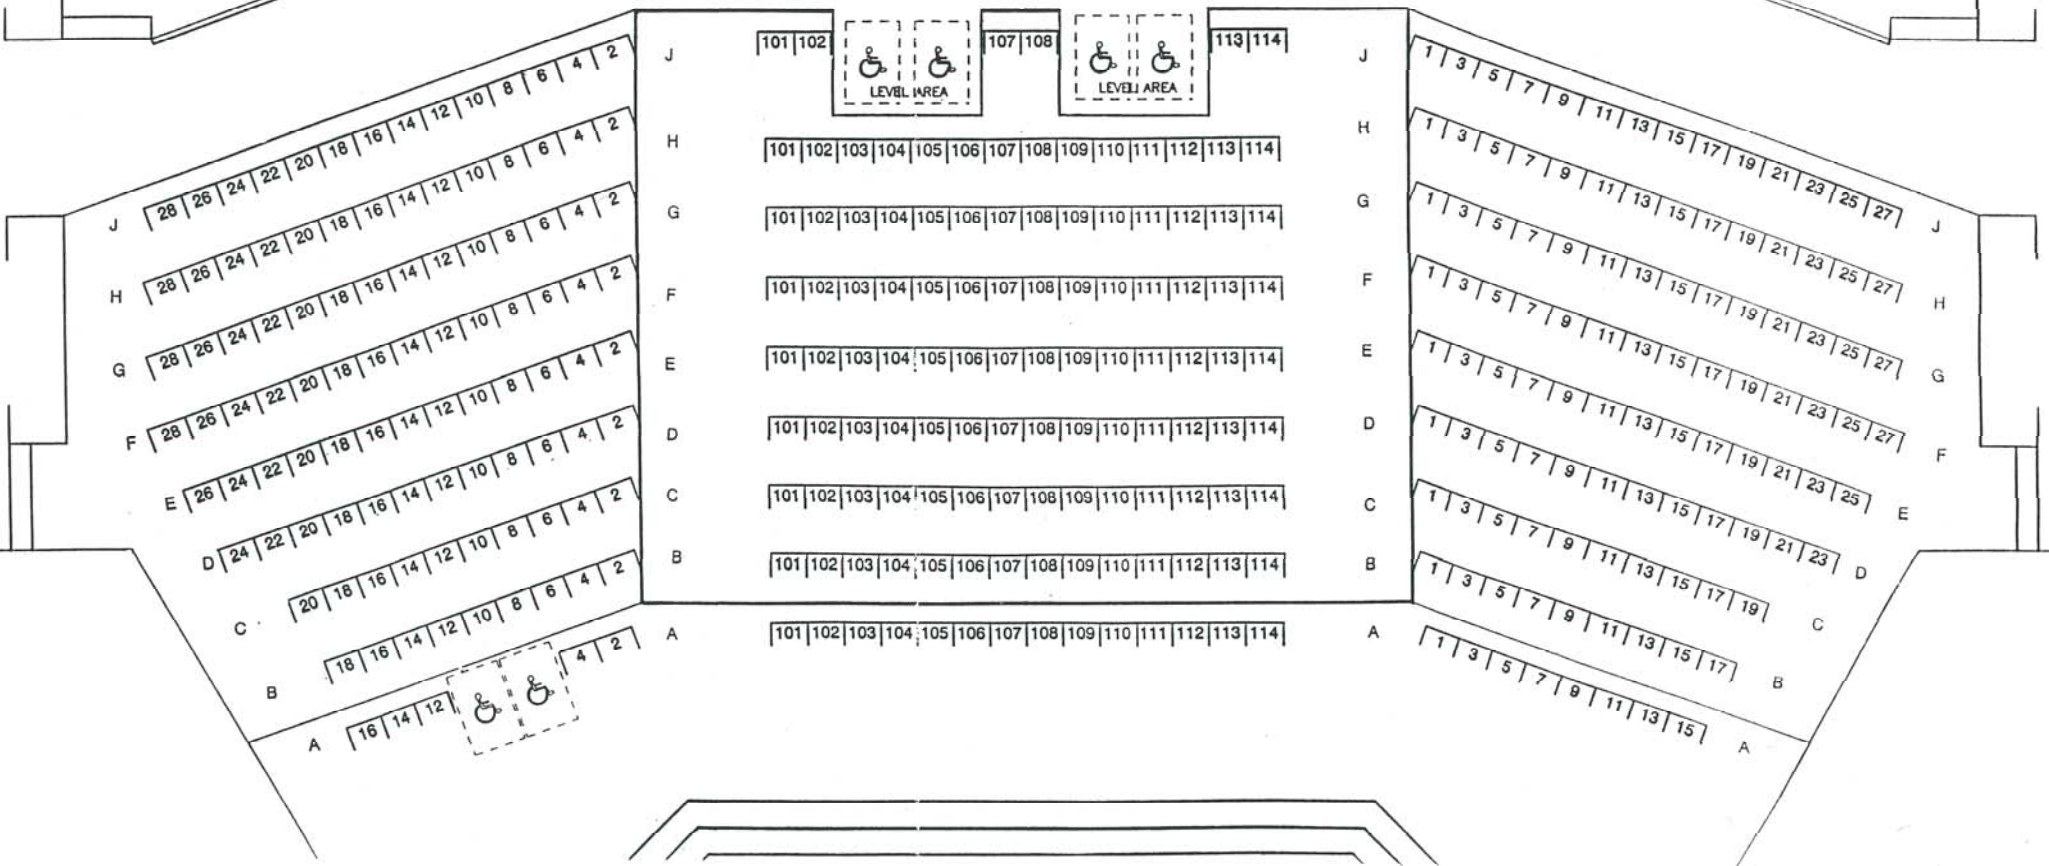 J 28 26 24 22 20 18 16 14 12 10 8 6 4 2 J
101 102 107 108 113 114
LEVEL AREA
LEVEL AREA
J 1 3 5 7 9 11 13 15 17 19 21 23 25 27 J
H 28 26 24 22 20 18 16 14 12 10 8 6 4 2 H
101 102 103 104 105 106 107 108 109 110 111 112 113 114
H 1 3 5 7 9 11 13 15 17 19 21 23 25 27 H
G 28 26 24 22 20 18 16 14 12 10 8 6 4 2 G
101 102 103 104 105 106 107 108 109 110 111 112 113 114
G 1 3 5 7 9 11 13 15 17 19 21 23 25 27 G
F 28 26 24 22 20 18 16 14 12 10 8 6 4 2 F
101 102 103 104 105 106 107 108 109 110 111 112 113 114
F 1 3 5 7 9 11 13 15 17 19 21 23 25 27 F
E 26 24 22 20 18 16 14 12 10 8 6 4 2 E
101 102 103 104 105 106 107 108 109 110 111 112 113 114
E 1 3 5 7 9 11 13 15 17 19 21 23 25 E
D 24 22 20 18 16 14 12 10 8 6 4 2 D
101 102 103 104 105 106 107 108 109 110 111 112 113 114
D 1 3 5 7 9 11 13 15 17 19 21 23 D
C 20 18 16 14 12 10 8 6 4 2 C
101 102 103 104 105 106 107 108 109 110 111 112 113 114
C 1 3 5 7 9 11 13 15 17 19 C
B 18 16 14 12 10 8 6 4 2 B
101 102 103 104 105 106 107 108 109 110 111 112 113 114
B 1 3 5 7 9 11 13 15 17 B
A 16 14 12 4 2 A
101 102 103 104 105 106 107 108 109 110 111 112 113 114
A 1 3 5 7 9 11 13 15 A